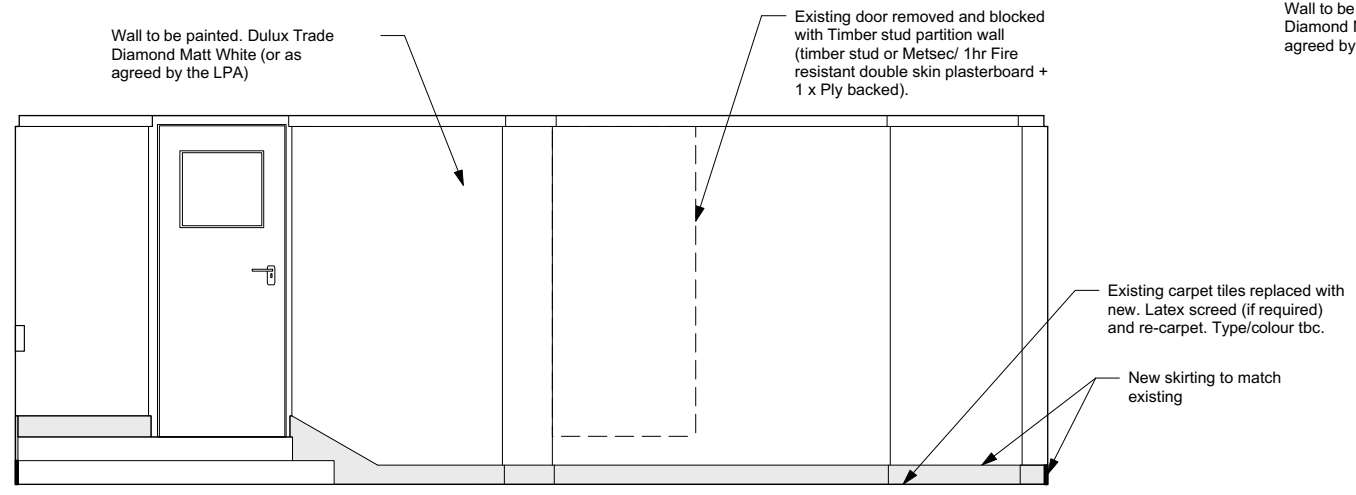 Wall to be painted. Dulux Trade
Diamond Matt White (or as
agreed by the LPA)
Existing door removed and blocked
with Timber stud partition wall
(timber stud or Metsec/ 1hr Fire
resistant double skin plasterboard +
1 x Ply backed).
Wall to be
Diamond
agreed by
Existing carpet tiles replaced with
new. Latex screed (if required)
and re-carpet. Type/colour tbc.
New skirting to match
existing